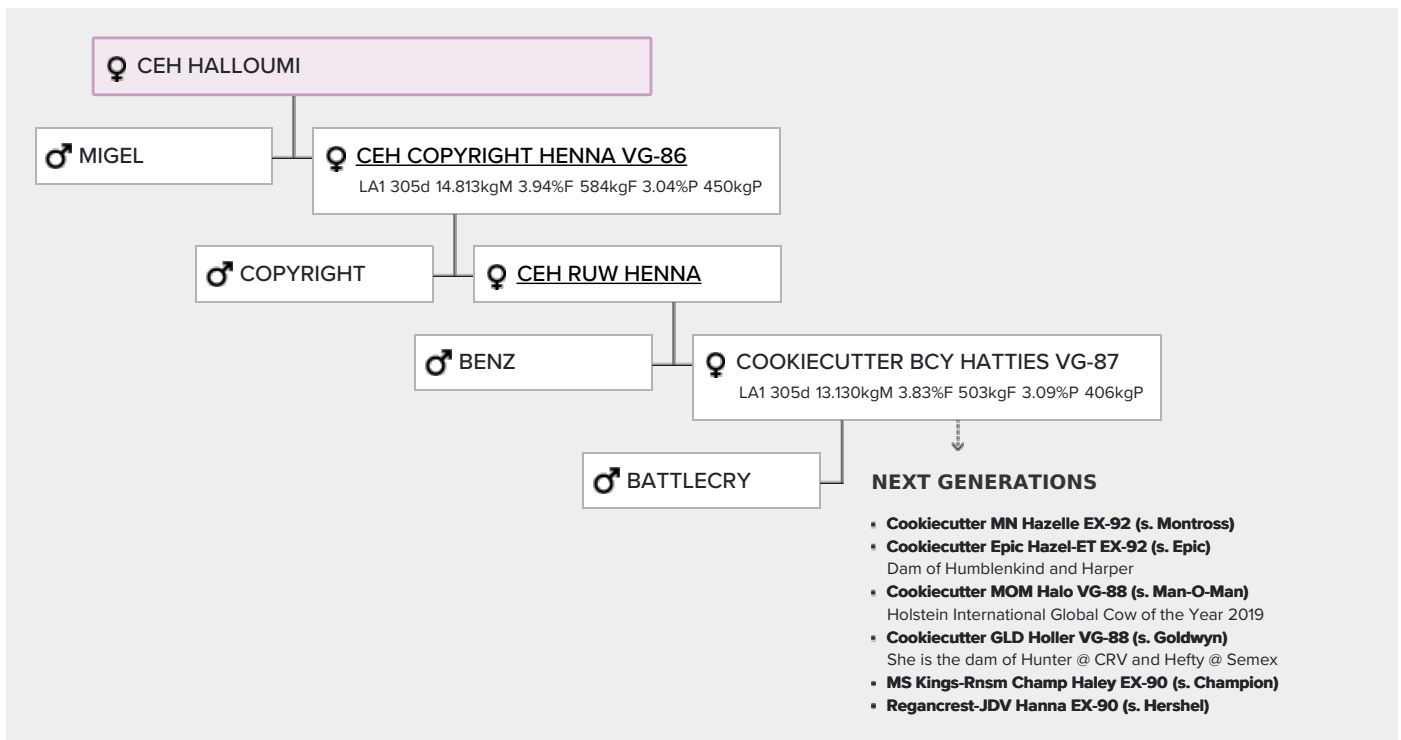 CEH HALLOUMI
MIGEL
CEH COPYRIGHT HENNA VG-86
LA1 305d 14.813kgM 3.94%F 584kgF 3.04%P 450kgP
COPYRIGHT
CEH RUW HENNA
BENZ
COOKIECUTTER BCY HATTIES VG-87
LA1 305d 13.130kgM 3.83%F 503kgF 3.09%P 406kgP
BATTLECRY
NEXT GENERATIONS
Cookiecutter MN Hazelle EX-92 (s. Montross)
Cookiecutter Epic Hazel-ET EX-92 (s. Epic)
Dam of Humblenkind and Harper
Cookiecutter MOM Halo VG-88 (s. Man-O-Man)
Holstein International Global Cow of the Year 2019
Cookiecutter GLD Holler VG-88 (s. Goldwyn)
She is the dam of Hunter @ CRV and Hefty @ Semex
MS Kings-Rnsm Champ Haley EX-90 (s. Champion)
Regancrest-JDV Hanna EX-90 (s. Hershel)